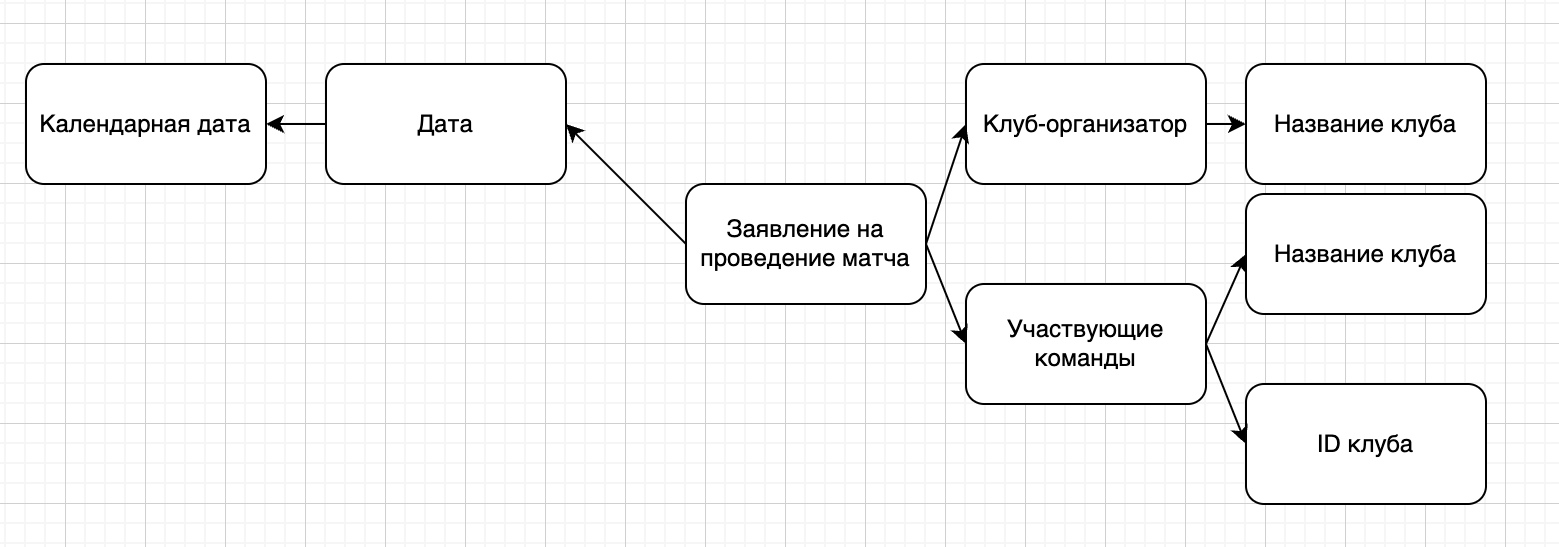 Календарная дата
Дата
Клуб-организатор
Название клуба
Заявление на
проведение матча
Название клуба
Участвующие
команды
ID клуба